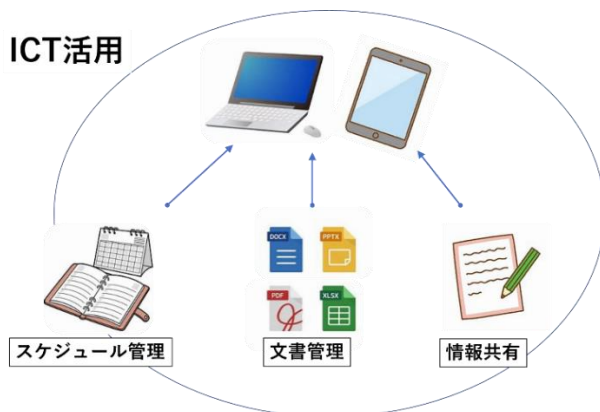 ICT活用
DOCX
PPTX
PDF
XLSX
スケジュール管理
文書管理
情報共有